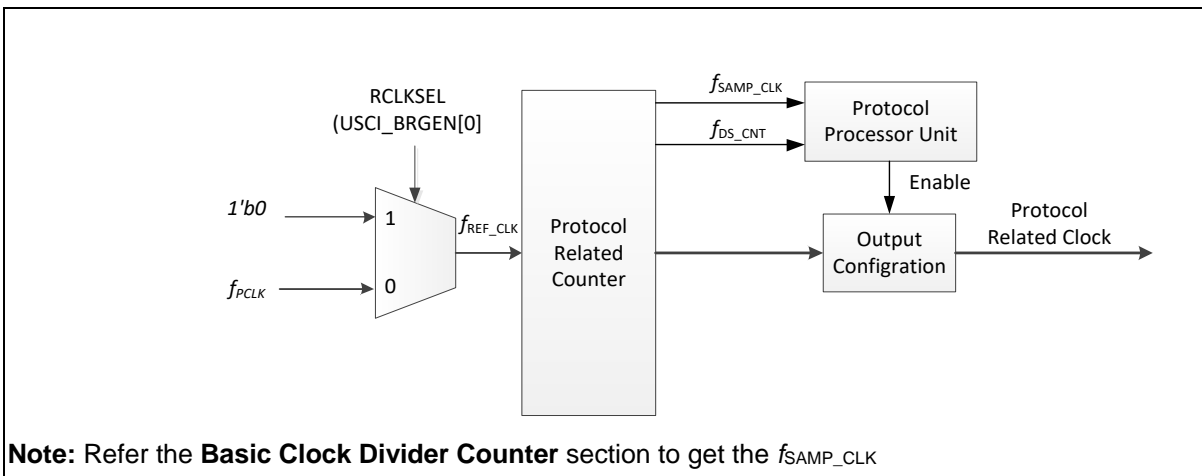 RCLKSEL
(USCI_BRGEN[0]
1'b0
1
fREF_CLK
fPCLK
0
Protocol
Related
Counter
fSAMP_CLK
fDS_CNT
Protocol
Processor Unit
Enable
Output
Configration
Protocol
Related Clock
Note: Refer the Basic Clock Divider Counter section to get the fSAMP_CLK